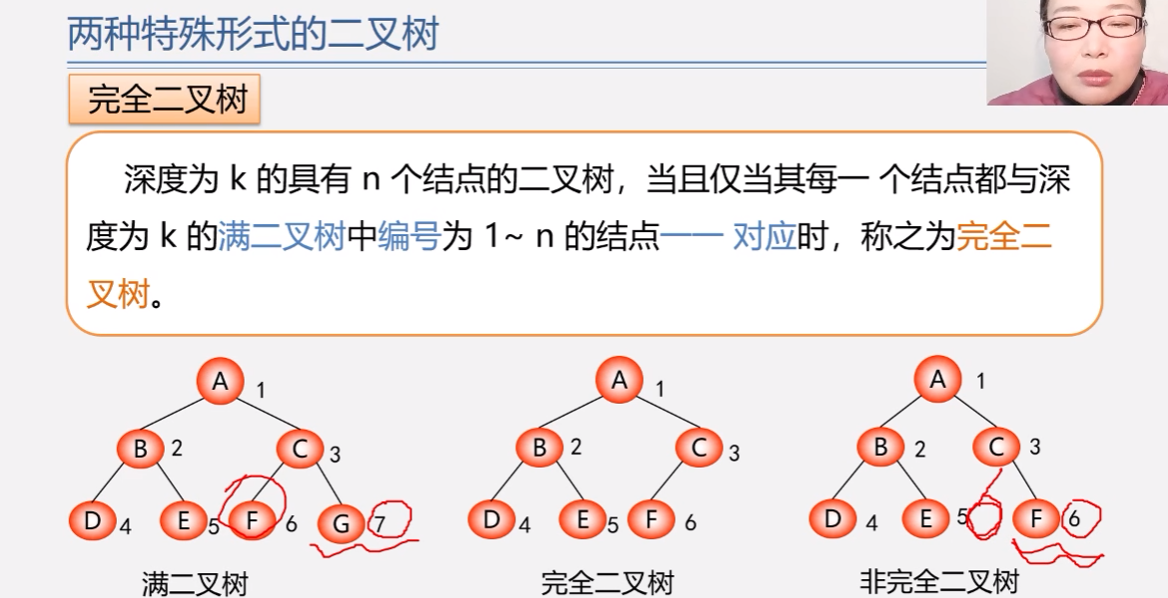 两种特殊形式的二叉树
完全二叉树
深度为 k 的具有 n 个结点的二叉树，当且仅当其每一 个结点都与深
度为 k 的满二叉树中编号为 1~ n 的结点一一 对应时，称之为完全二
叉树。
A 1
B 2 C 3
D 4 E 5 F 6 G 7
满二叉树
A 1
B 2 C 3
D 4 E 5 F 6
完全二叉树
A 1
B 2 C 3
D 4 E 5 F 6
非完全二叉树